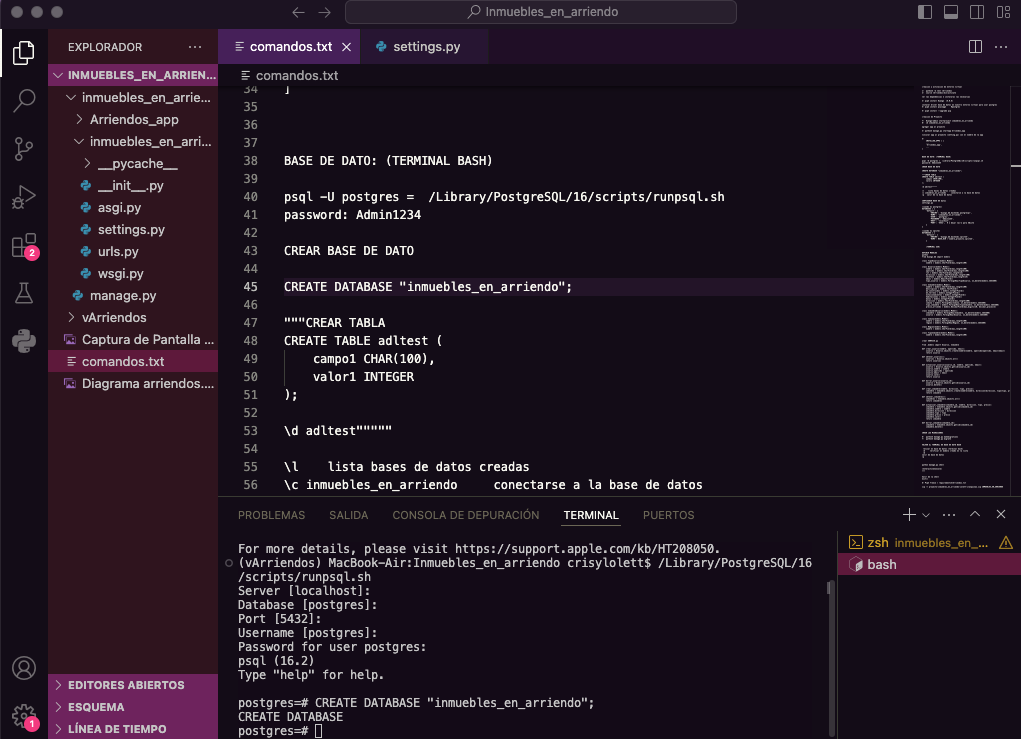 Inmuebles_en_arriendo
EXPLORADOR
INMUEBLES_EN_ARRIEN...
inmuebles_en_arrie...
Arriendos_app
inmuebles_en_arri...
__pycache__
__init__.py
asgi.py
settings.py
urls.py
wsgi.py
manage.py
vArriendos
Captura de Pantalla ...
comandos.txt
Diagrama arriendos....
EDITORES ABIERTOS
ESQUEMA
LÍNEA DE TIEMPO
2
1
comandos.txt
settings.py
comandos.txt
34 ]
35
36
37
38 BASE DE DATO: (TERMINAL BASH)
39
40 psql -U postgres =  /Library/PostgreSQL/16/scripts/runpsql.sh
41 password: Admin1234
42
43 CREAR BASE DE DATO
44
45 CREATE DATABASE "inmuebles_en_arriendo";
46
47 """CREAR TABLA
48 CREATE TABLE adltest (
49     campo1 CHAR(100),
50     valor1 INTEGER
51 );
52
53 \d adltest"""""
54
55 \l    lista bases de datos creadas
56 \c inmuebles_en_arriendo     conectarse a la base de datos
PROBLEMAS
SALIDA
CONSOLA DE DEPURACIÓN
TERMINAL
PUERTOS
For more details, please visit https://support.apple.com/kb/HT208050.
(vArriendos) MacBook-Air:Inmuebles_en_arriendo crisylolett$ /Library/PostgreSQL/16
/scripts/runpsql.sh
Server [localhost]:
Database [postgres]:
Port [5432]:
Username [postgres]:
Password for user postgres:
psql (16.2)
Type "help" for help.
postgres=# CREATE DATABASE "inmuebles_en_arriendo";
CREATE DATABASE
postgres=#
zsh inmuebles_en_...
bash